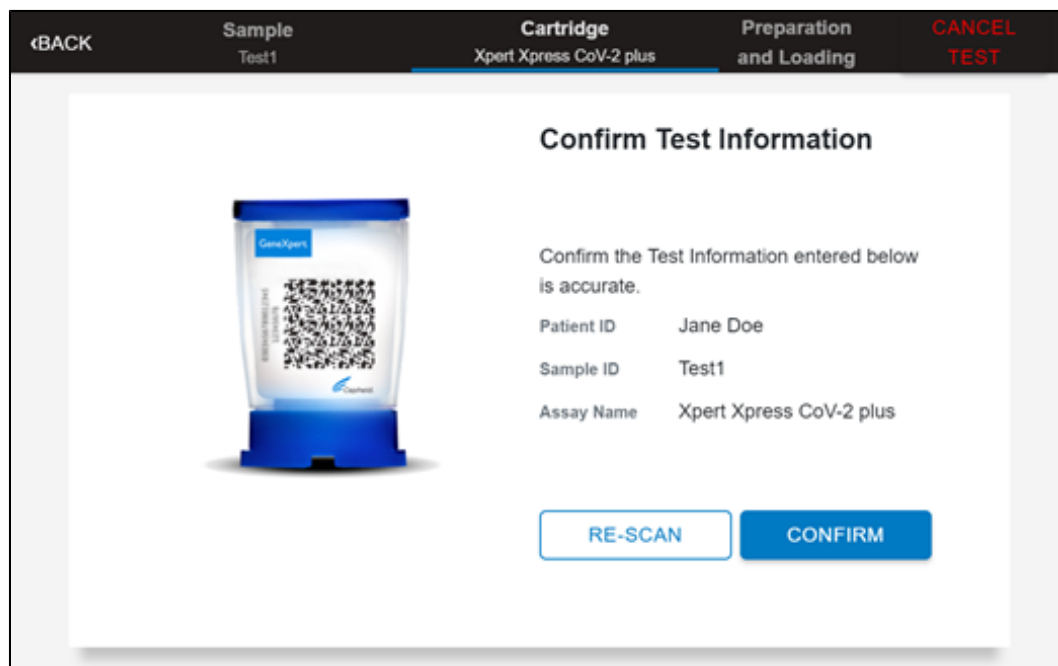 ‹BACK
Sample
Test1
Cartridge
Xpert Xpress CoV-2 plus
Preparation
and Loading
CANCEL
TEST
Confirm Test Information
GeneXpert
Cepheid
Confirm the Test Information entered below
is accurate.
Patient ID Jane Doe
Sample ID Test1
Assay Name Xpert Xpress CoV-2 plus
RE-SCAN
CONFIRM